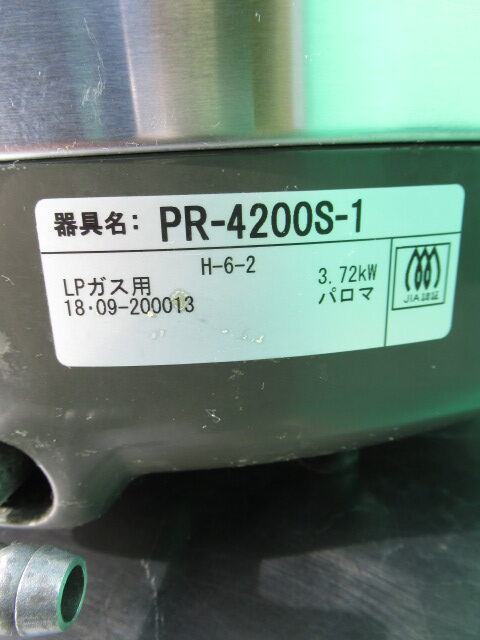 器具名: PR-4200S-1
H-6-2
LPガス用 3.72kW
18・09-200013 パロマ
JIA認証